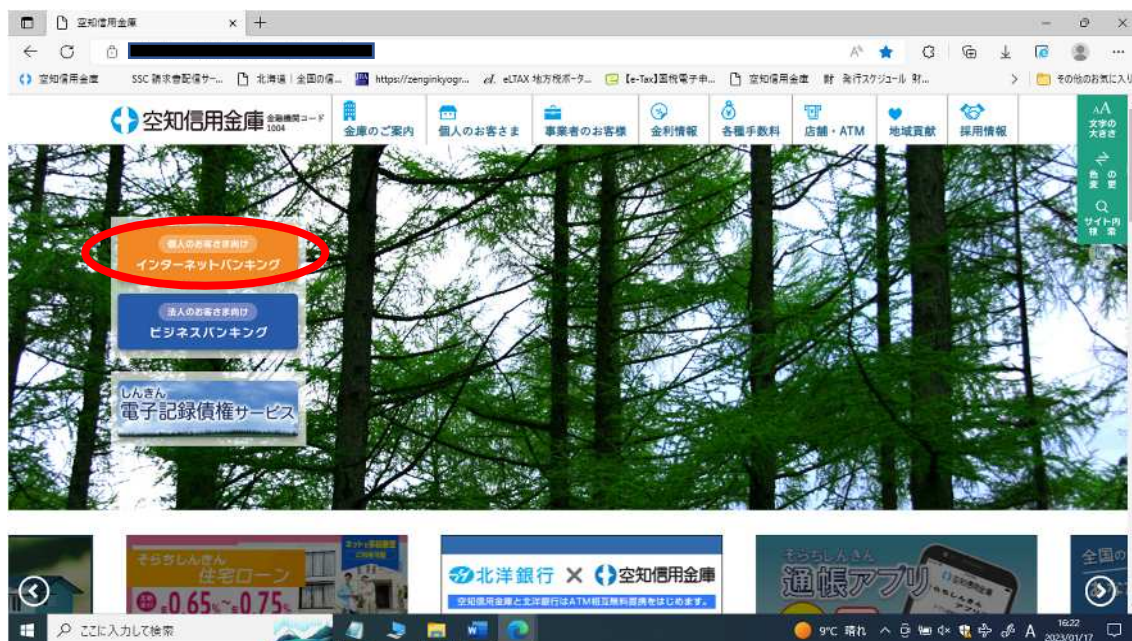 空知信用金庫
空知信用金庫
SSC 請求書配信サー...
北海道 | 全国の信...
https://zenginkyogr...
eLTAX 地方税ポータ...
【e-Tax】国税電子申...
空知信用金庫
財 発行スケジュール 財...
その他のお気に入り
空知信用金庫
金融機関コード
1004
金庫のご案内
個人のお客さま
事業者のお客様
金利情報
各種手数料
店舗・ATM
地域貢献
採用情報
AA
文字の
大きさ
色の
変更
サイト内
検索
個人のお客さま向け
インターネットバンキング
法人のお客さま向け
ビジネスバンキング
しんきん
電子記録債権サービス
そらちしんきん
住宅ローン
0.65%~0.75%
北洋銀行 × 空知信用金庫
空知信用金庫と北洋銀行はATM相互無料提携をはじめます。
そらちしんきん
通帳アプリ
全国の
ここに入力して検索
9℃ 晴れ
A
16:22
2023/01/17